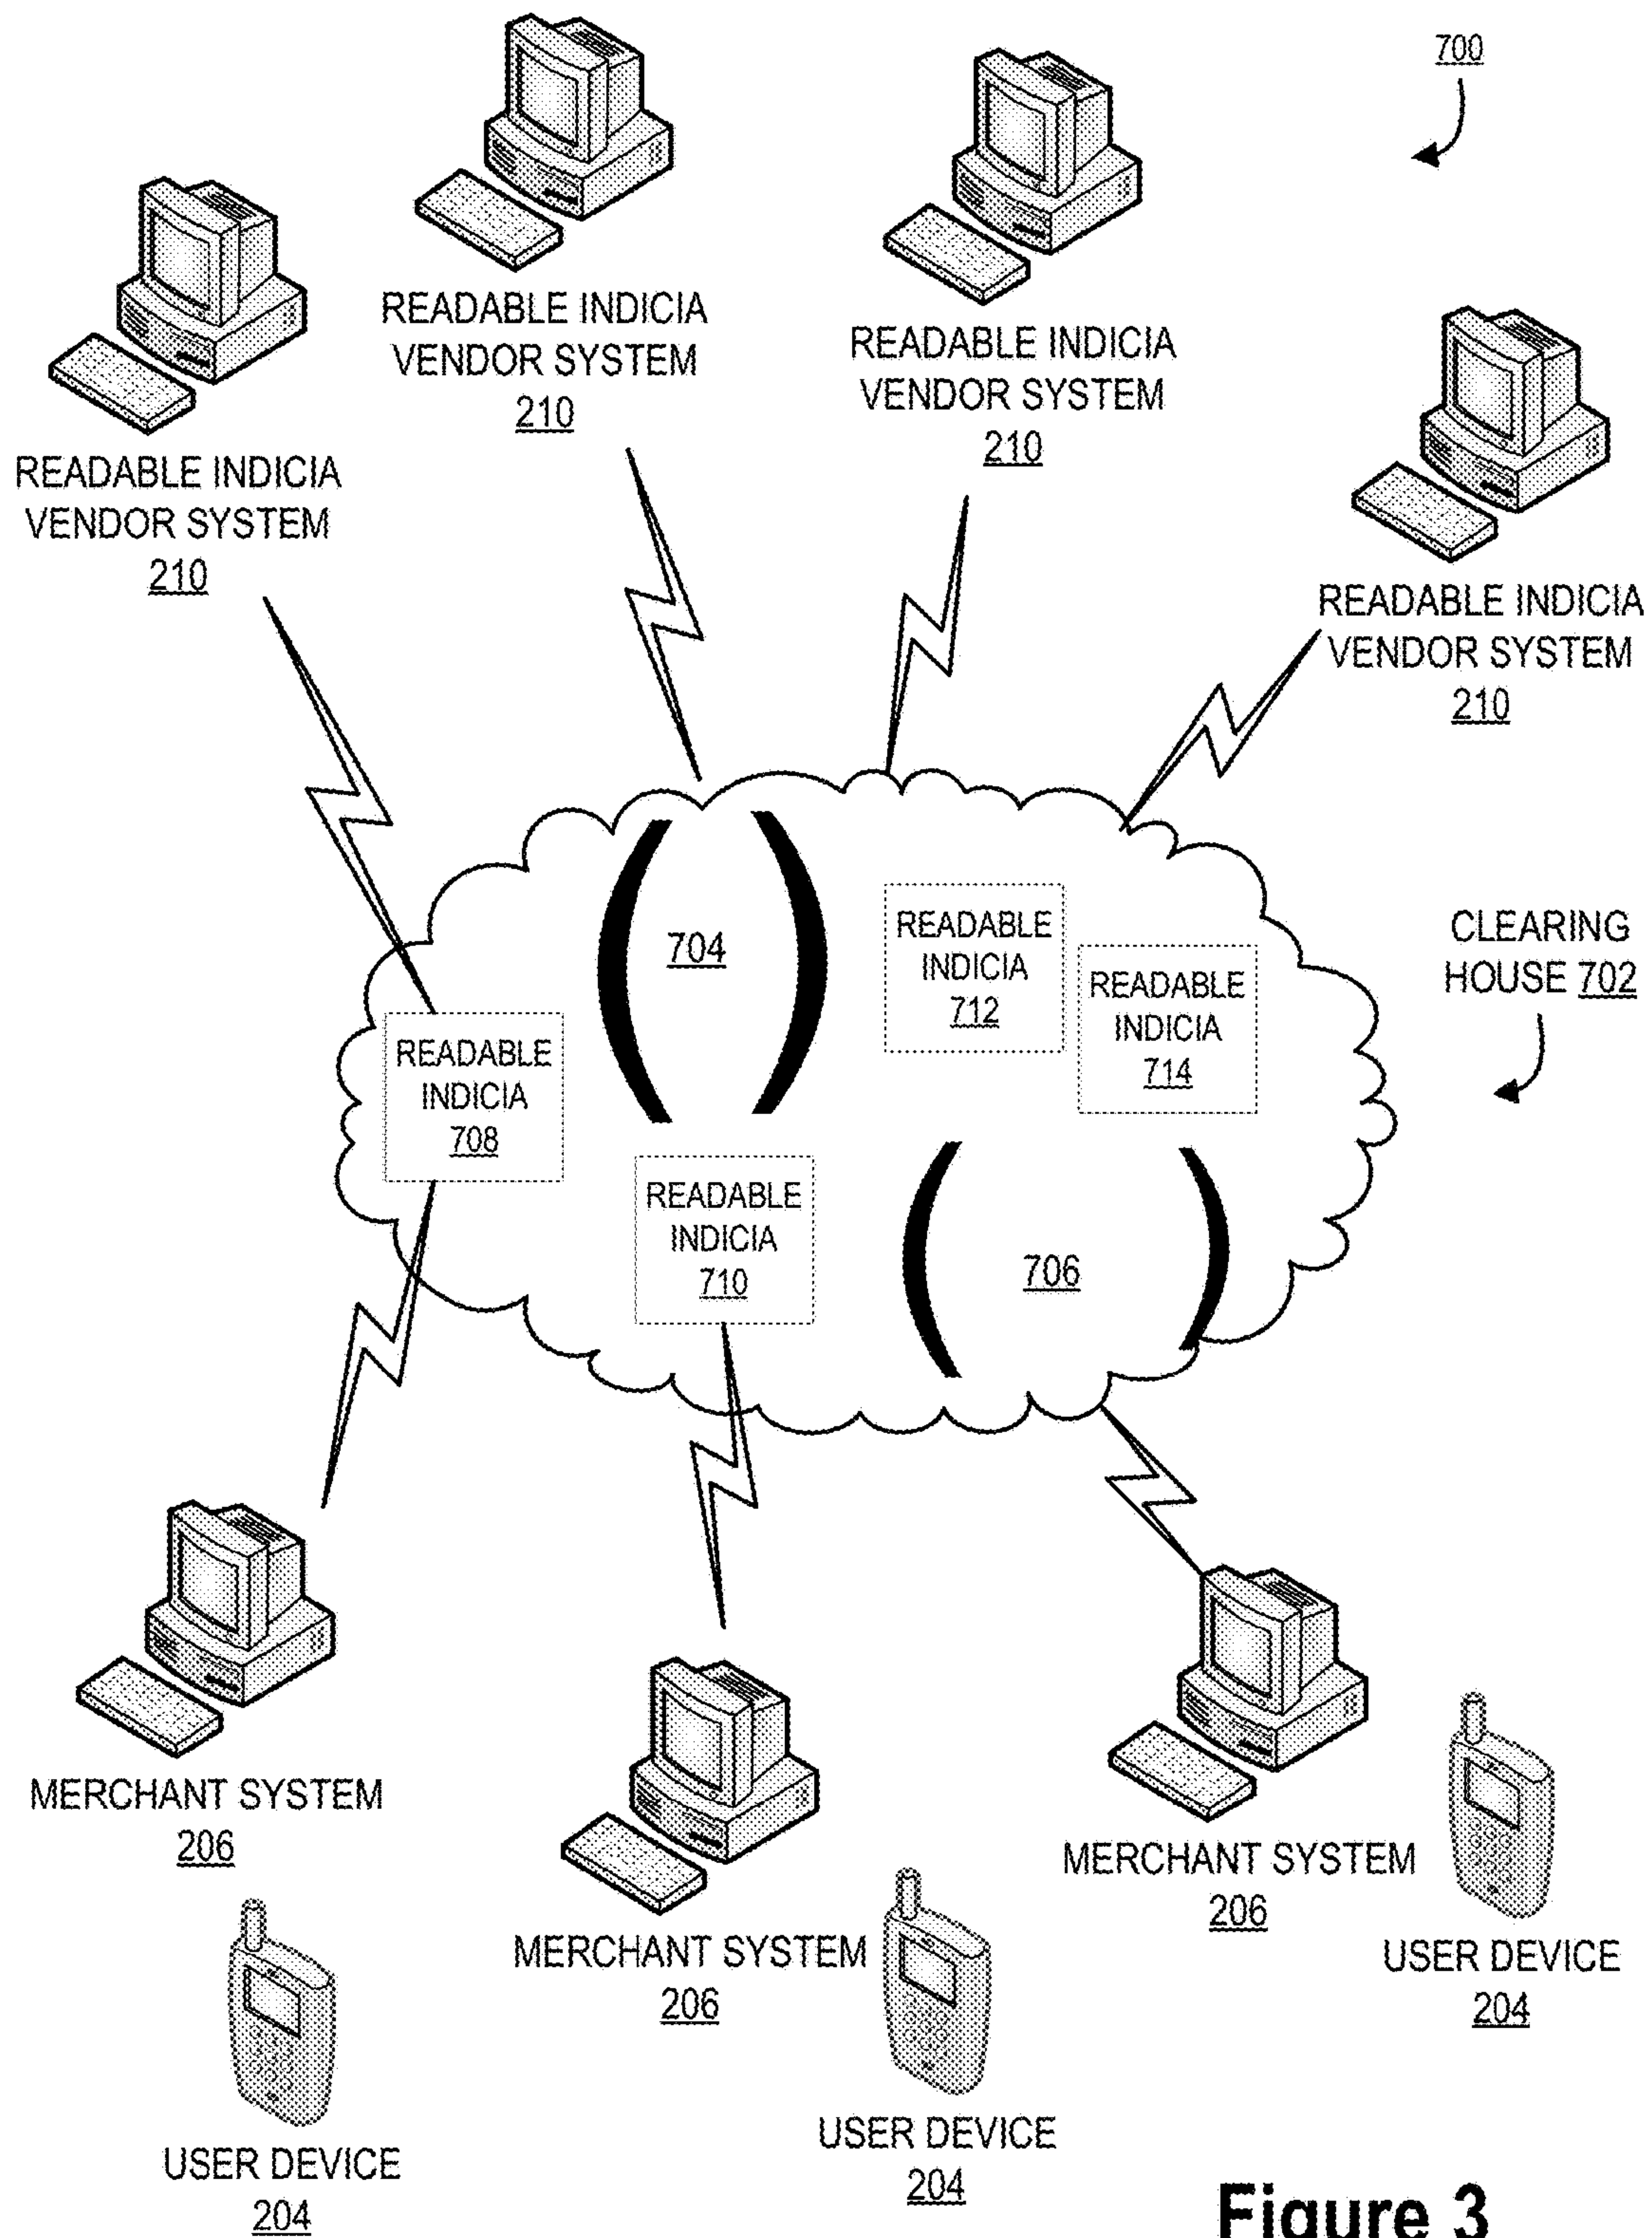 700
READABLE INDICIA
VENDOR SYSTEM
210
READABLE INDICIA
VENDOR SYSTEM
210
READABLE INDICIA
VENDOR SYSTEM
210
READABLE INDICIA
VENDOR SYSTEM
210
CLEARING
HOUSE 702
704
READABLE
INDICIA
712
READABLE
INDICIA
714
READABLE
INDICIA
708
READABLE
INDICIA
710
706
MERCHANT SYSTEM
206
MERCHANT SYSTEM
206
MERCHANT SYSTEM
206
USER DEVICE
204
USER DEVICE
204
USER DEVICE
204
Figure 3